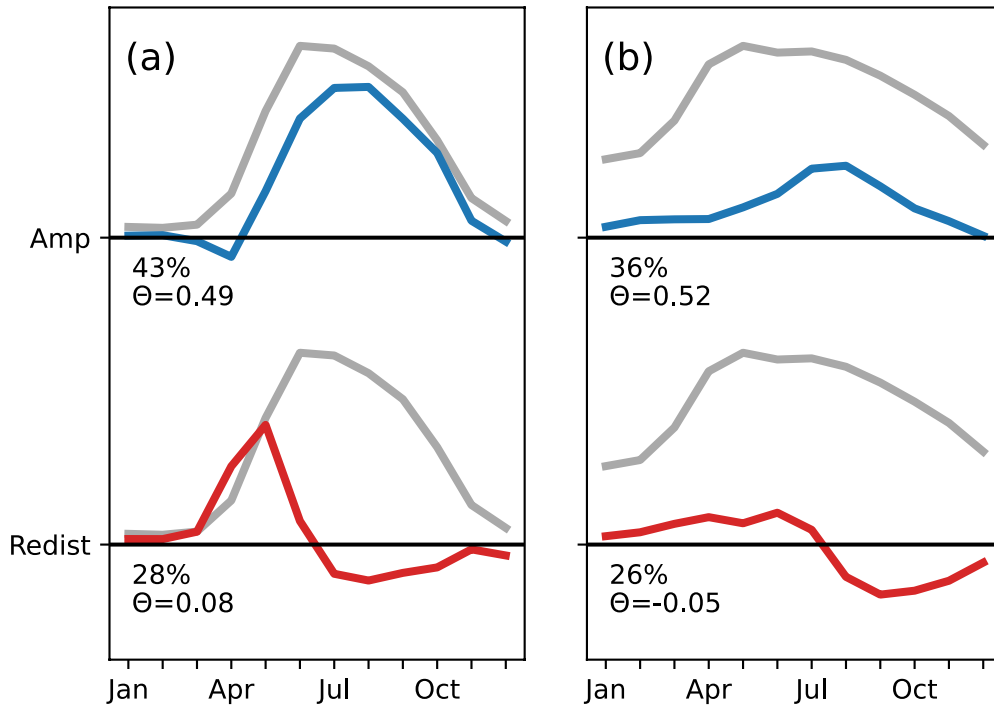 (a)
(b)
Amp
43%
Θ=0.49
36%
Θ=0.52
Redist
28%
Θ=0.08
26%
Θ=-0.05
Jan Apr Jul Oct
Jan Apr Jul Oct